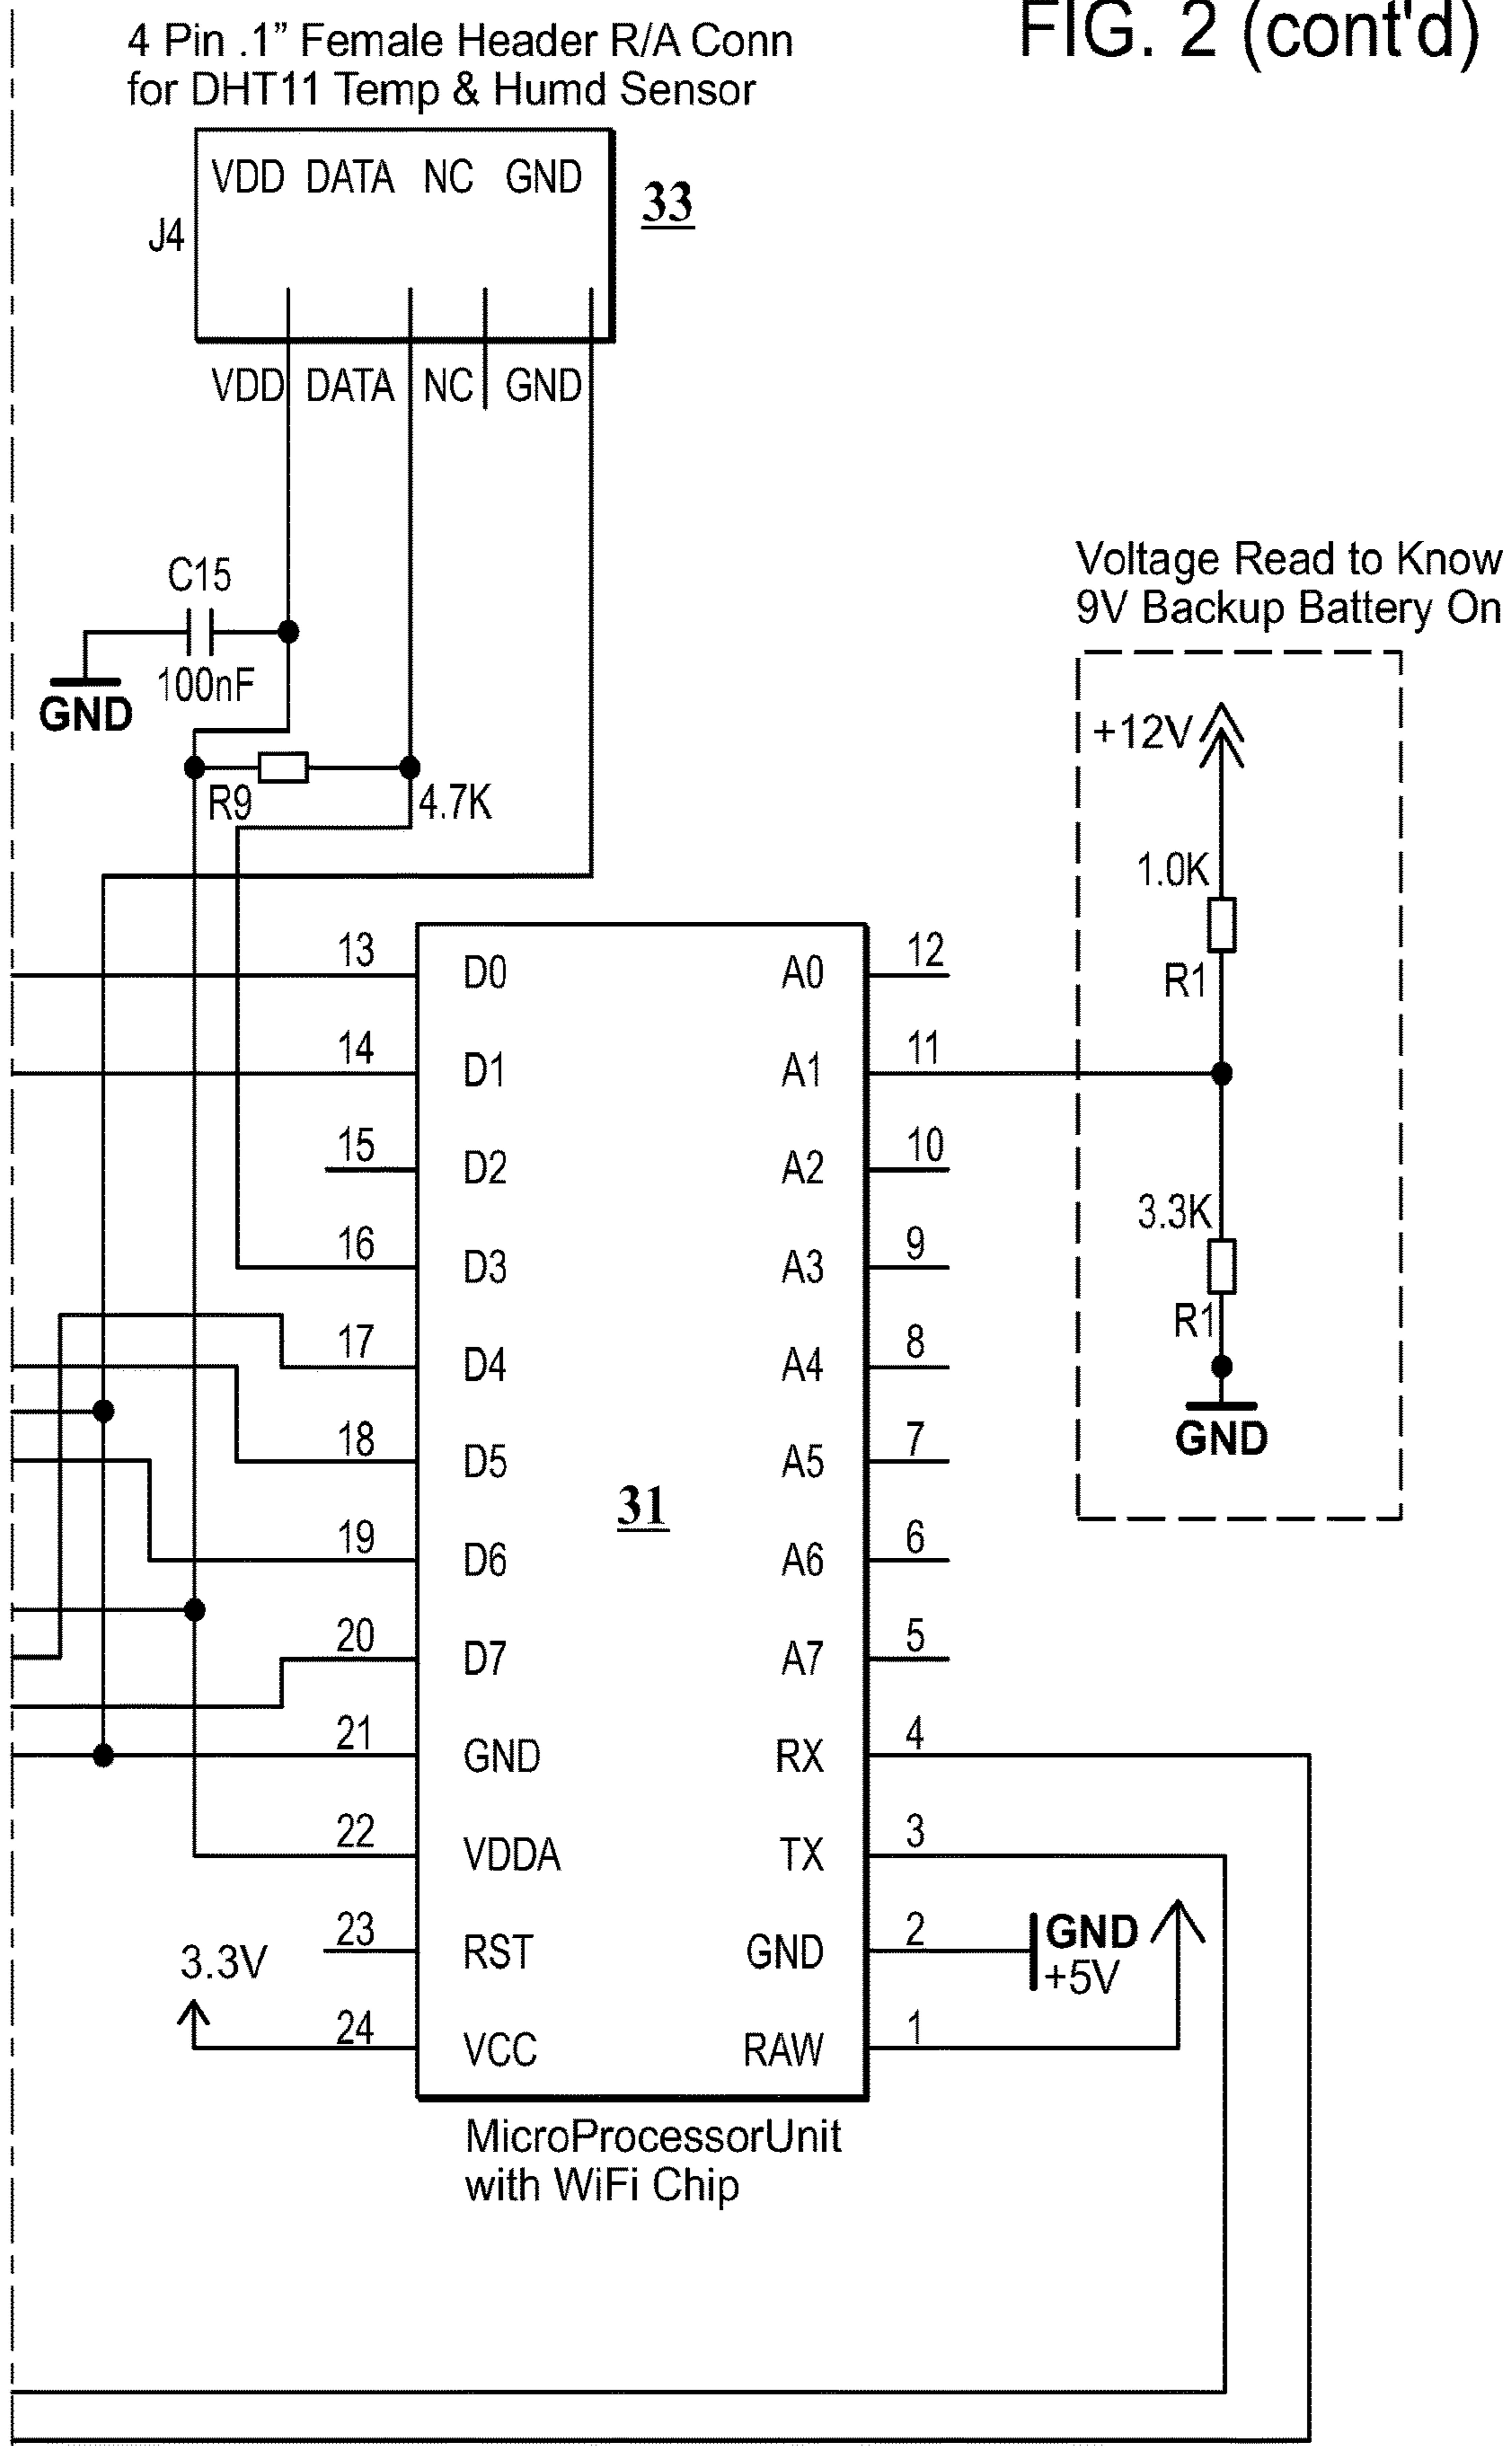 FIG. 2 (cont'd)
4 Pin .1” Female Header R/A Conn
for DHT11 Temp & Humd Sensor
VDD DATA NC GND
33
J4
VDD DATA NC GND
C15
100nF
GND
R9
4.7K
Voltage Read to Know
9V Backup Battery On
+12V
1.0K
R1
3.3K
R1
GND
13 D0 A0 12
14 D1 A1 11
15 D2 A2 10
16 D3 A3 9
17 D4 A4 8
18 D5 A5 7
31
19 D6 A6 6
20 D7 A7 5
21 GND RX 4
22 VDDA TX 3
23 RST GND 2
GND
+5V
3.3V
24 VCC RAW 1
MicroProcessorUnit
with WiFi Chip